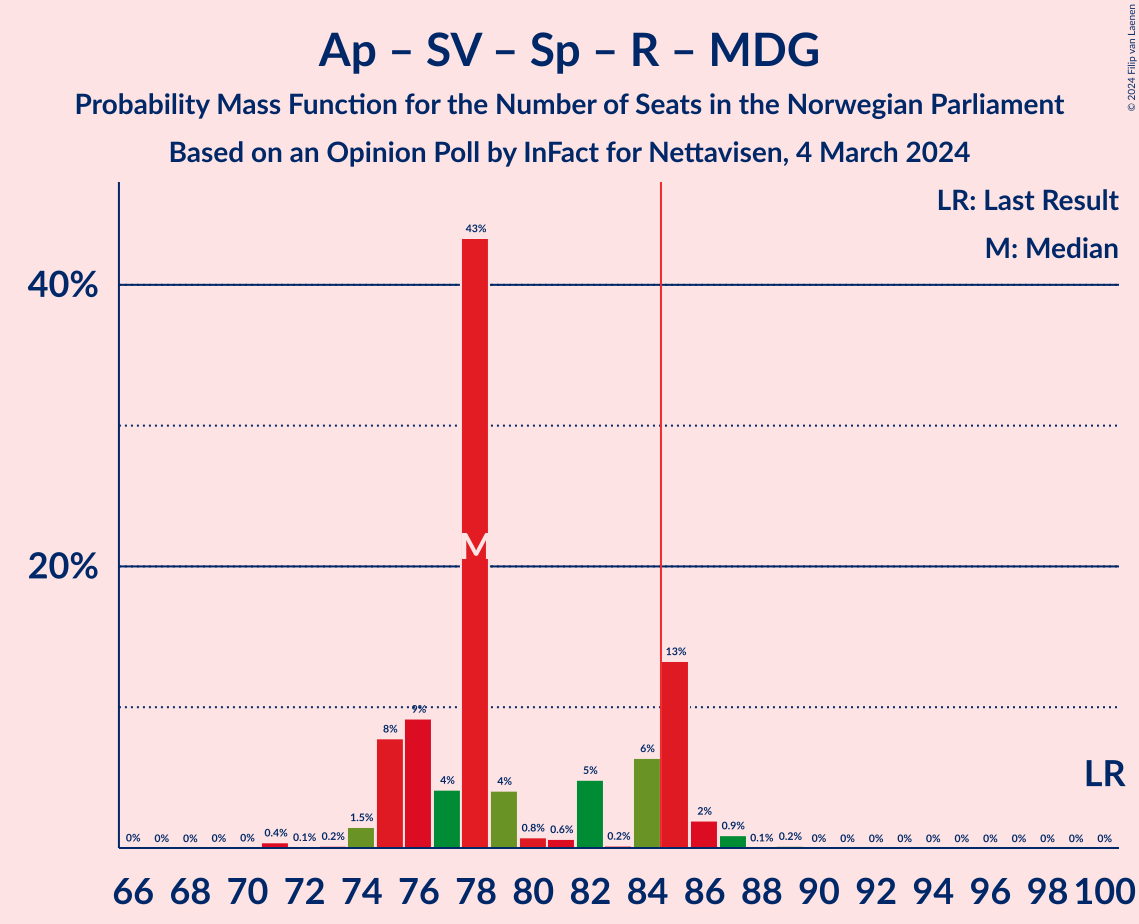 Ap – SV – Sp – R – MDG
Probability Mass Function for the Number of Seats in the Norwegian Parliament
Based on an Opinion Poll by InFact for Nettavisen, 4 March 2024
© 2024 Filip van Laenen
LR: Last Result
M: Median
43%
40%
M
20%
13%
9%
8%
6%
5%
4%
4%
2%
1.5%
LR
0% 0% 0% 0% 0% 0.4% 0.1% 0.2% 0.8% 0.6% 0.2% 0.9% 0.1% 0.2% 0% 0% 0% 0% 0% 0% 0% 0% 0% 0% 0%
66 68 70 72 74 76 78 80 82 84 86 88 90 92 94 96 98 100